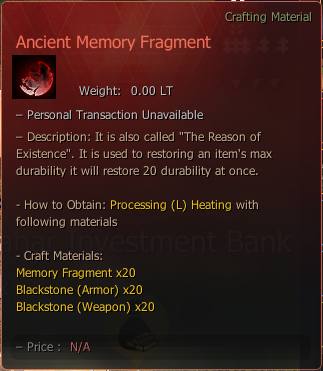 Crafting Material
Ancient Memory Fragment
Weight: 0.00 LT
– Personal Transaction Unavailable
– Description: It is also called "The Reason of
Existence". It is used to restoring an item's max
durability it will restore 20 durability at once.
- How to Obtain: Processing (L) Heating with
following materials
Investment Bank
- Craft Materials:
Memory Fragment x20
Blackstone (Armor) x20
Blackstone (Weapon) x20
– Price : N/A